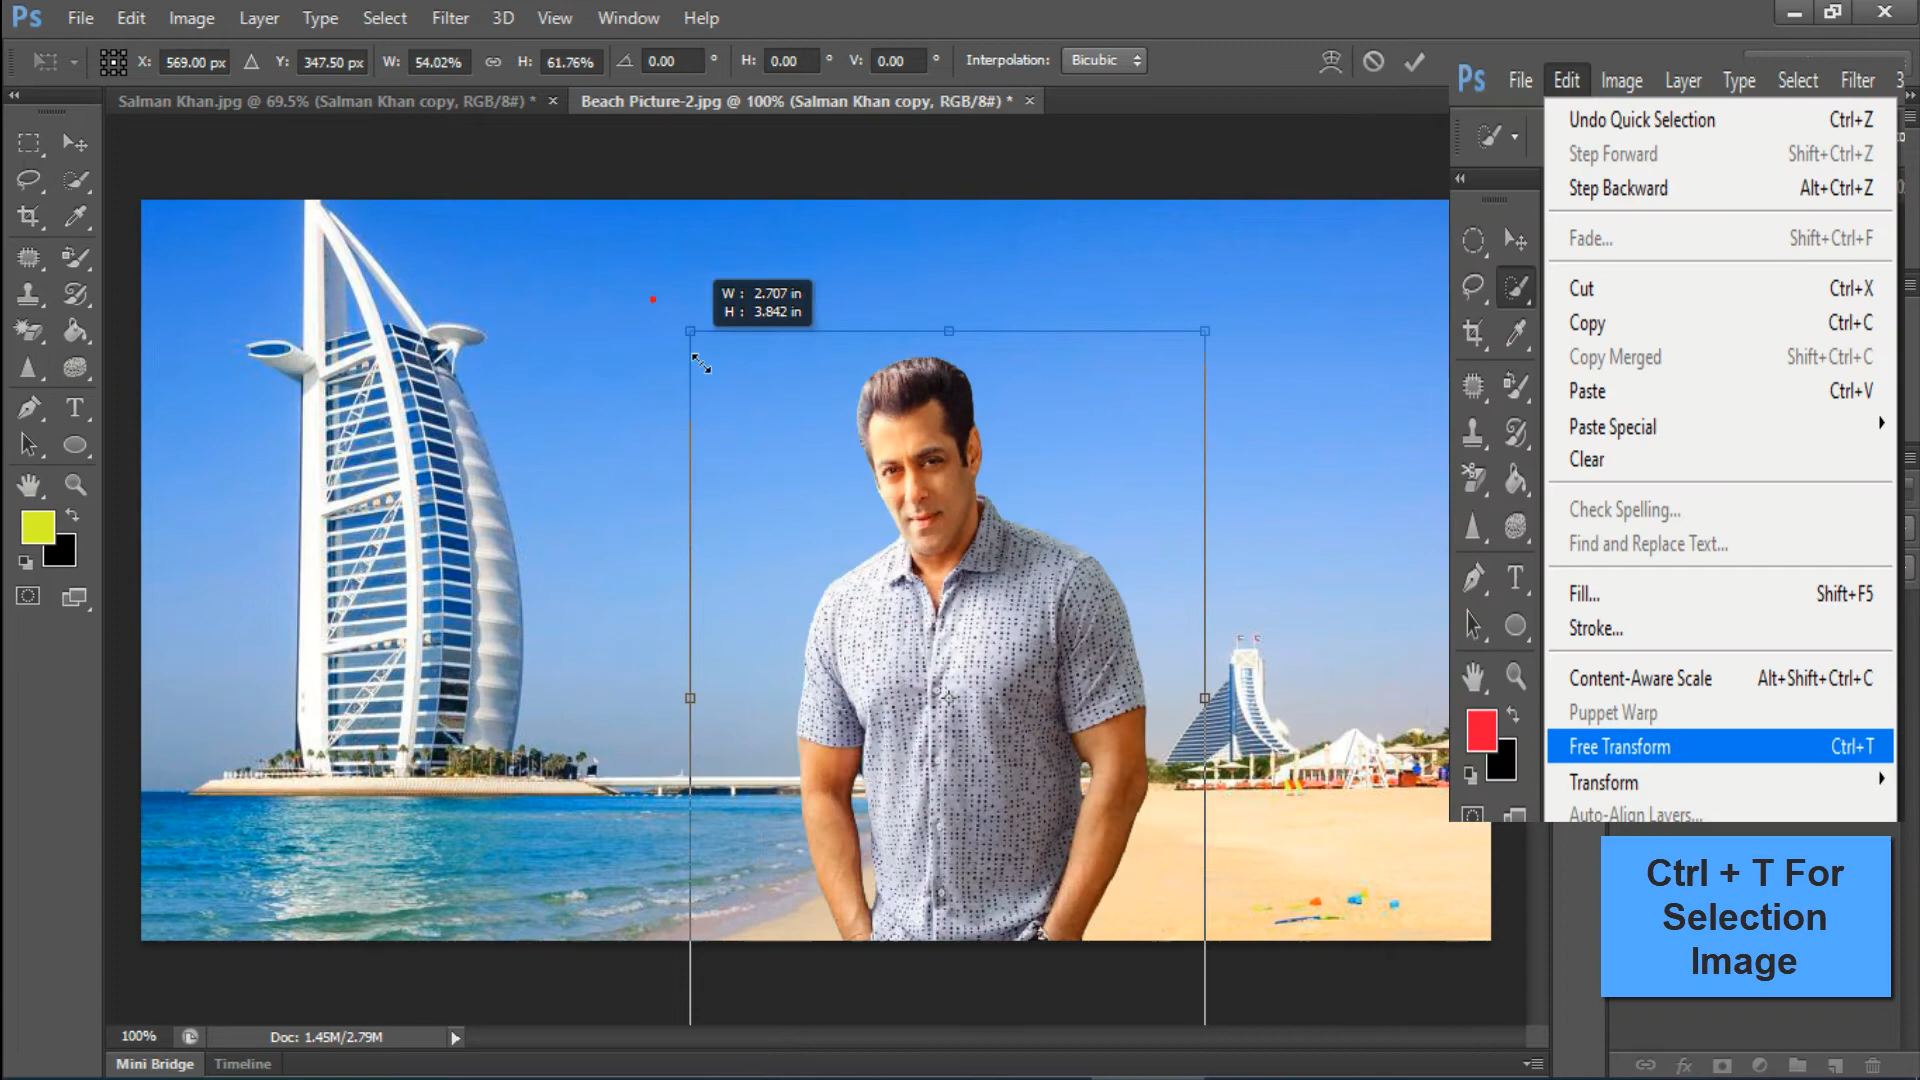 Ps File Edit Image Layer Type Select Filter 3D View Window Help
X: 569.00 px Y: 347.50 px W: 54.02% H: 61.76% 0.00 ° H: 0.00 ° V: 0.00 ° Interpolation: Bicubic
Salman Khan.jpg @ 69.5% (Salman Khan copy, RGB/8#) * × Beach Picture-2.jpg @ 100% (Salman Khan copy, RGB/8#) * ×
W : 2.707 in
H : 3.842 in
Ps File Edit Image Layer Type Select Filter 3
Undo Quick Selection Ctrl+Z
Step Forward Shift+Ctrl+Z
Step Backward Alt+Ctrl+Z
Fade... Shift+Ctrl+F
Cut Ctrl+X
Copy Ctrl+C
Copy Merged Shift+Ctrl+C
Paste Ctrl+V
Paste Special
Clear
Check Spelling...
Find and Replace Text...
Fill... Shift+F5
Stroke...
Content-Aware Scale Alt+Shift+Ctrl+C
Puppet Warp
Free Transform Ctrl+T
Transform
Auto-Align Layers...
Ctrl + T For
Selection
Image
100% Doc: 1.45M/2.79M
Mini Bridge Timeline